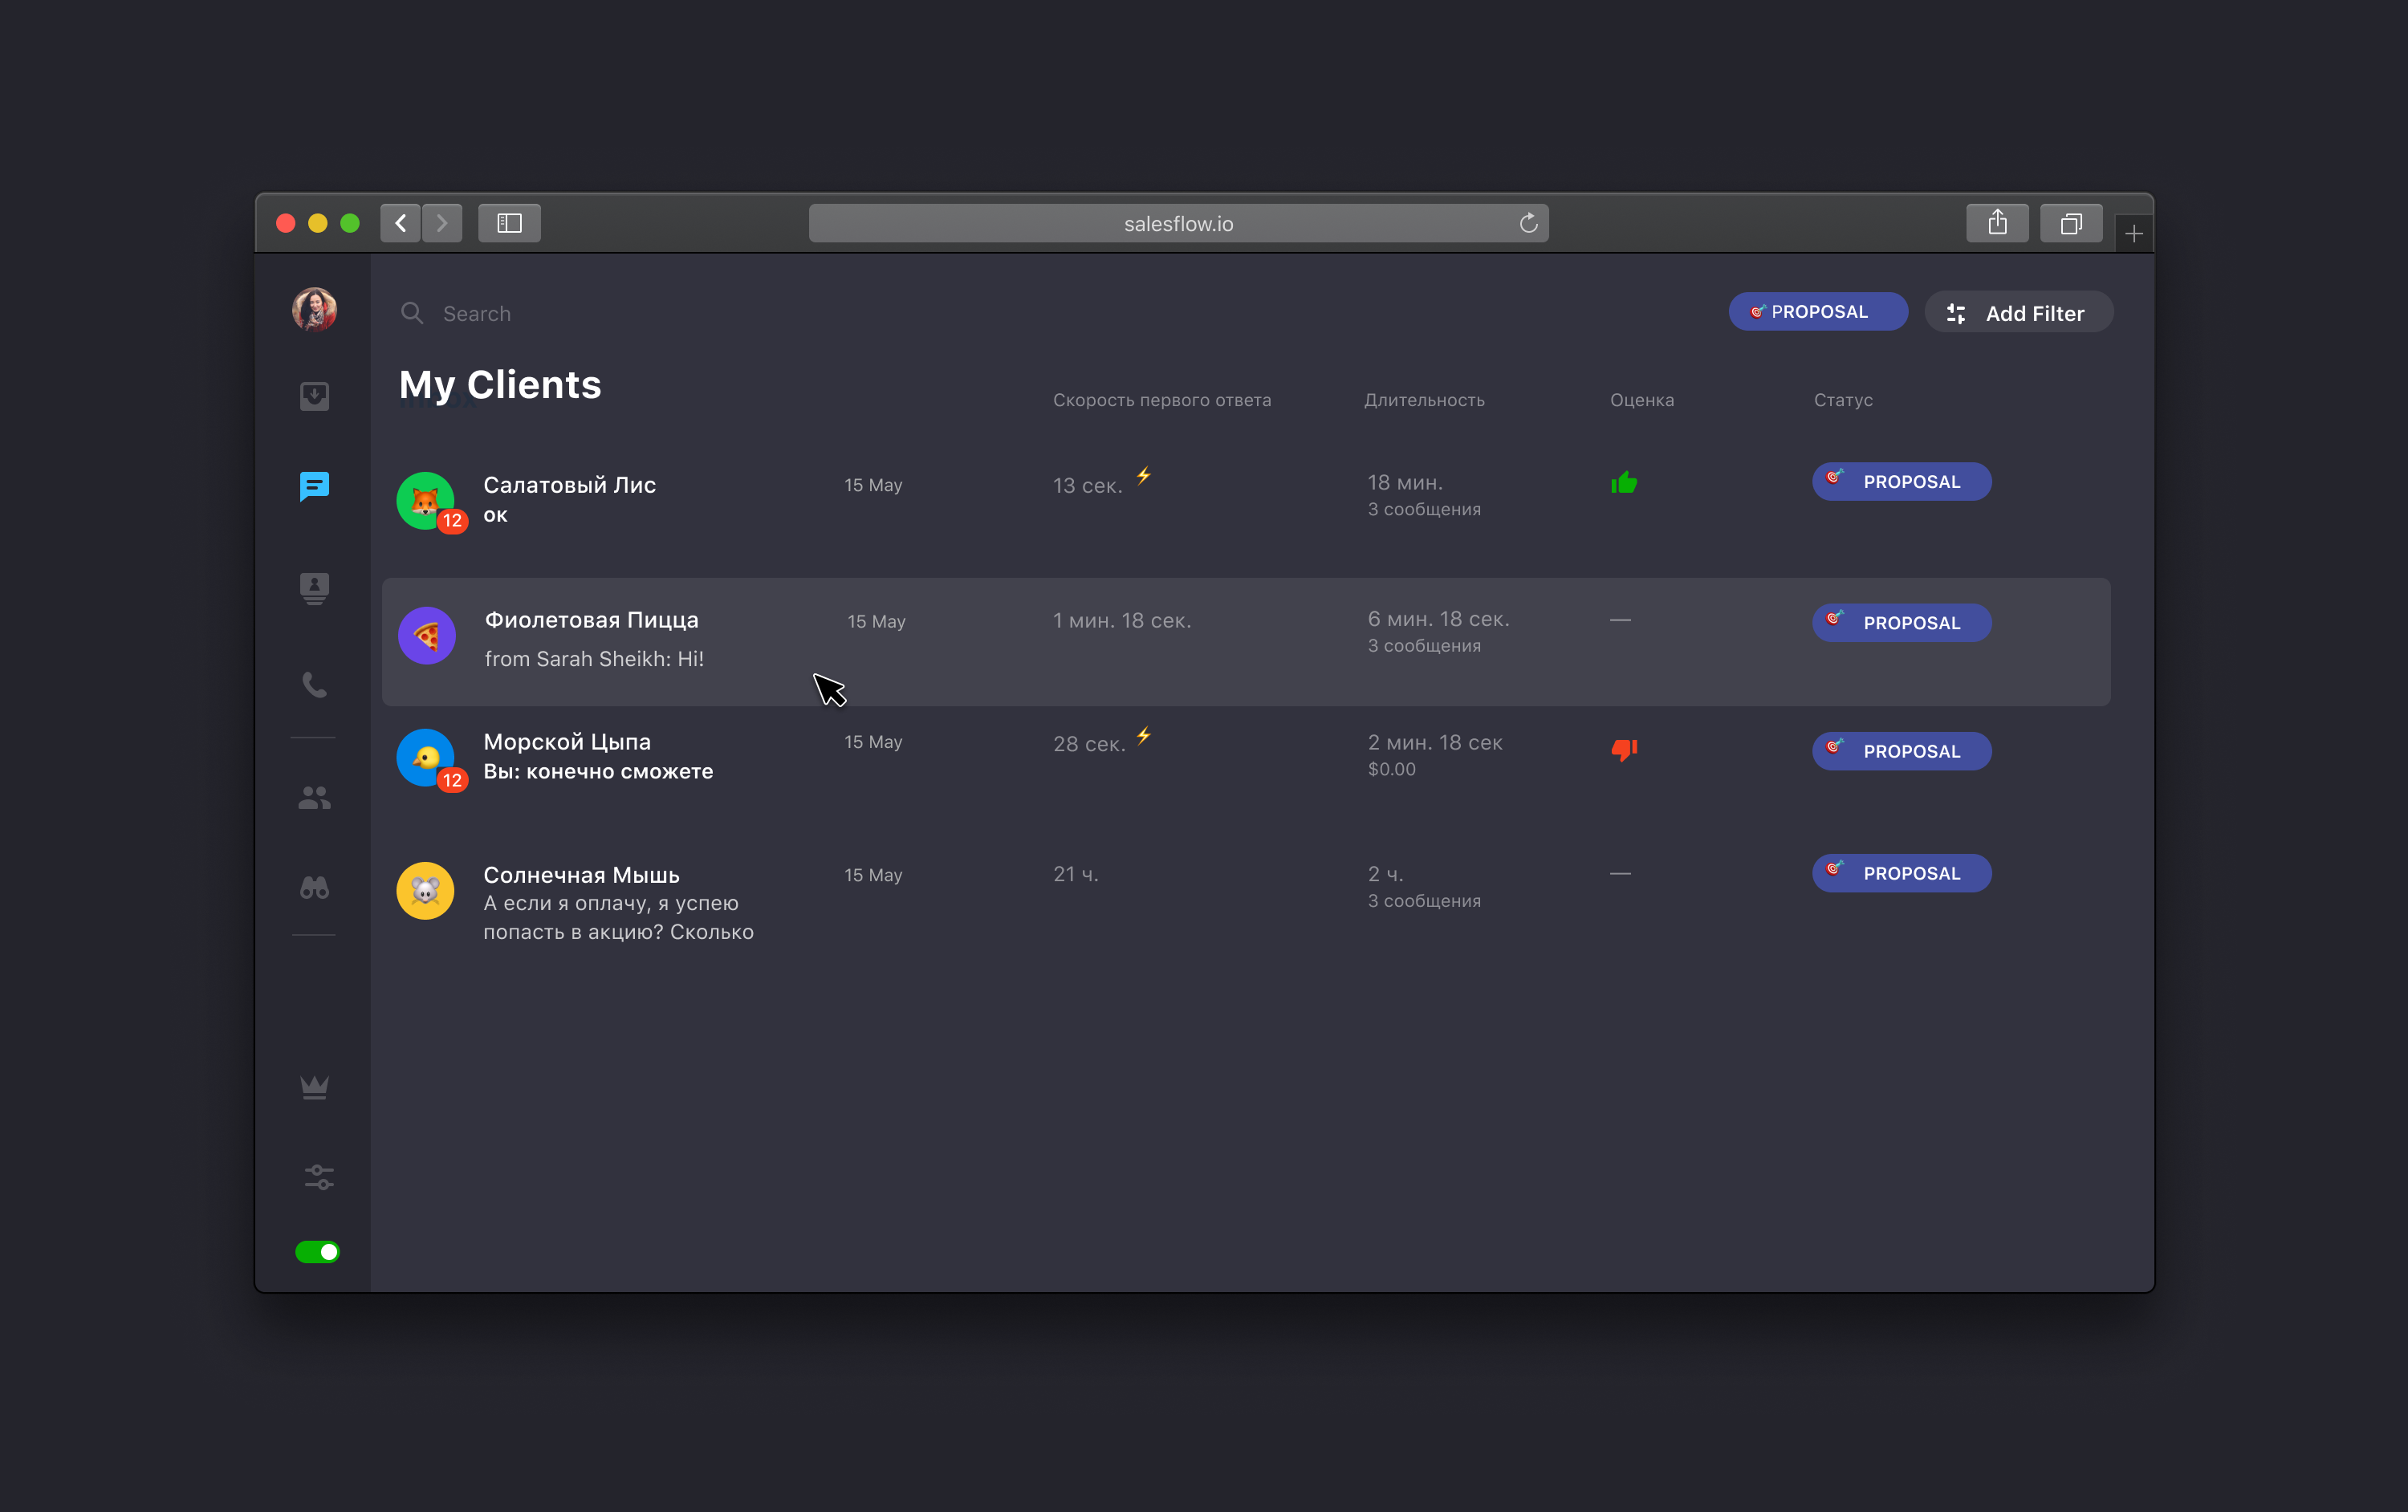 salesflow.io
Search
PROPOSAL
Add Filter
My Clients
Скорость первого ответа
Длительность
Оценка
Статус
Салатовый Лис
ок
12
15 May
13 сек.
18 мин.
3 сообщения
PROPOSAL
Фиолетовая Пицца
from Sarah Sheikh: Hi!
15 May
1 мин. 18 сек.
6 мин. 18 сек.
3 сообщения
—
PROPOSAL
Морской Цыпа
Вы: конечно сможете
12
15 May
28 сек.
2 мин. 18 сек
$0.00
PROPOSAL
Солнечная Мышь
А если я оплачу, я успею
попасть в акцию? Сколько
15 May
21 ч.
2 ч.
3 сообщения
—
PROPOSAL